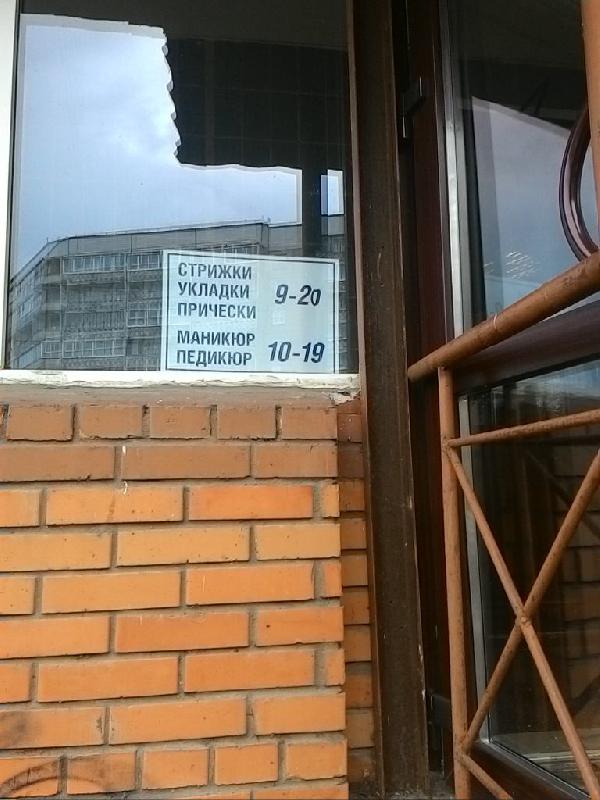 СТРИЖКИ
УКЛАДКИ 9-20
ПРИЧЕСКИ
МАНИКЮР
ПЕДИКЮР 10-19